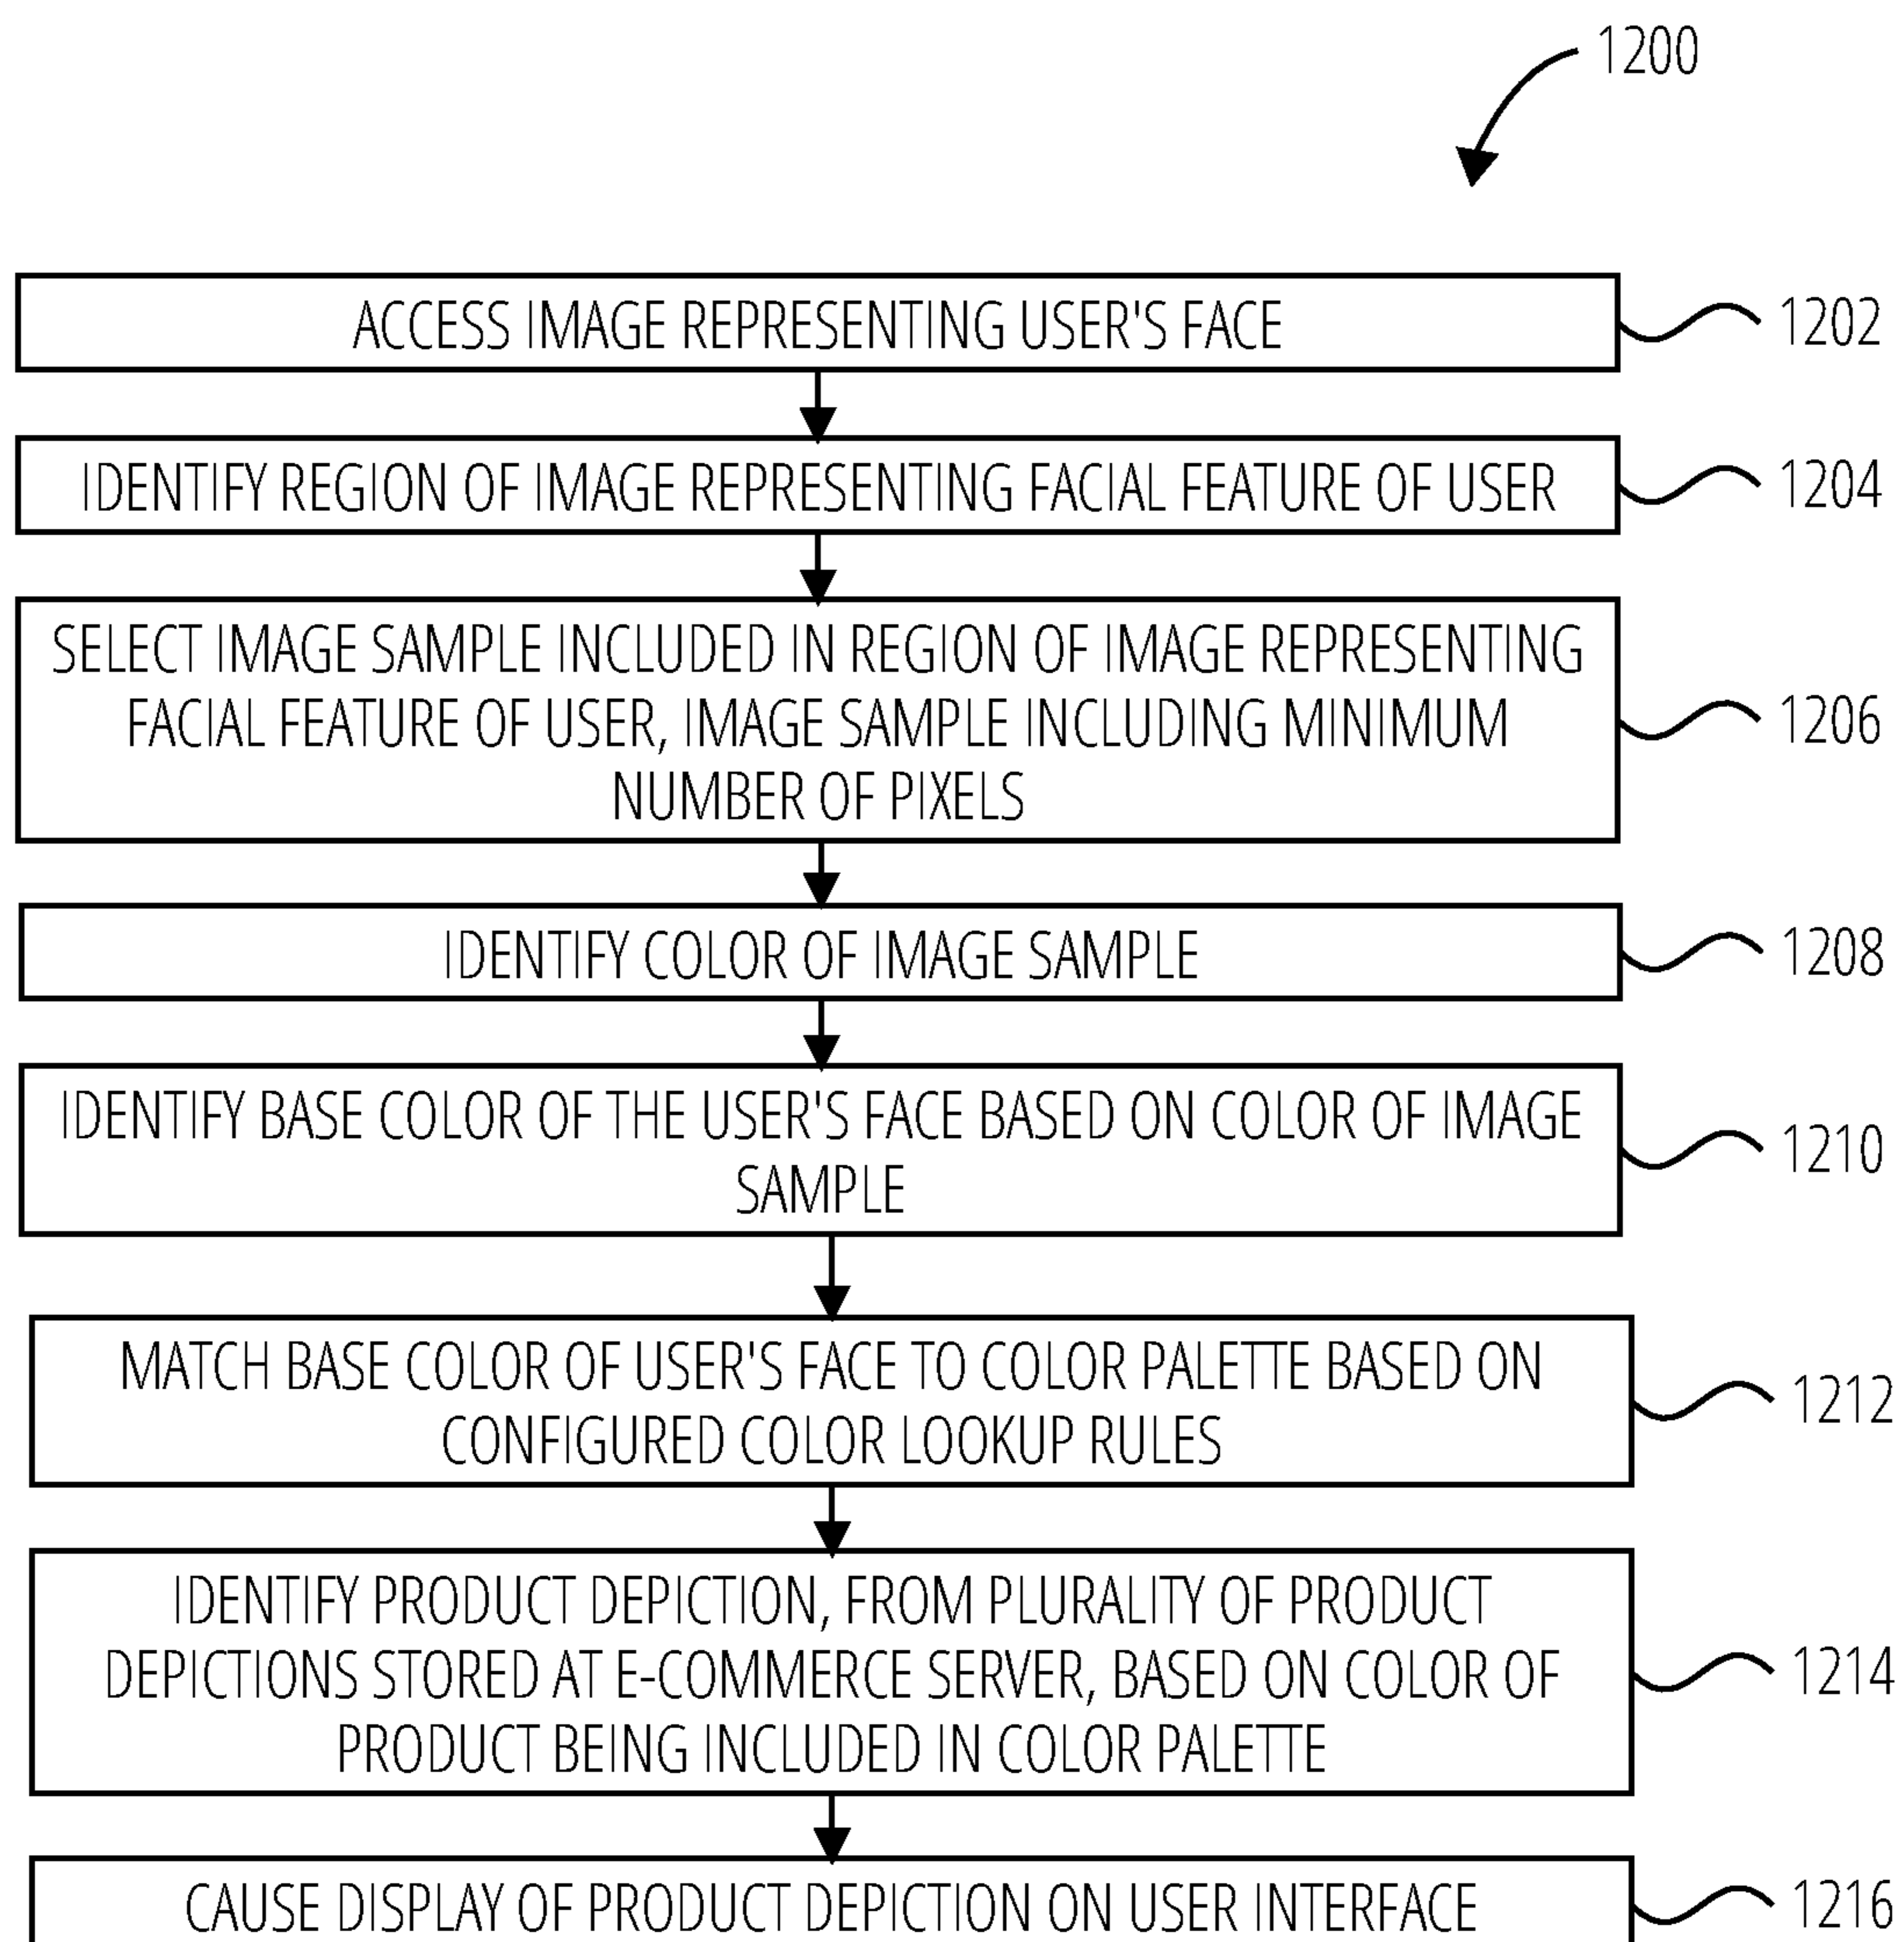 1200
ACCESS IMAGE REPRESENTING USER'S FACE
1202
IDENTIFY REGION OF IMAGE REPRESENTING FACIAL FEATURE OF USER
1204
SELECT IMAGE SAMPLE INCLUDED IN REGION OF IMAGE REPRESENTING
FACIAL FEATURE OF USER, IMAGE SAMPLE INCLUDING MINIMUM
NUMBER OF PIXELS
1206
IDENTIFY COLOR OF IMAGE SAMPLE
1208
IDENTIFY BASE COLOR OF THE USER'S FACE BASED ON COLOR OF IMAGE
SAMPLE
1210
MATCH BASE COLOR OF USER'S FACE TO COLOR PALETTE BASED ON
CONFIGURED COLOR LOOKUP RULES
1212
IDENTIFY PRODUCT DEPICTION, FROM PLURALITY OF PRODUCT
DEPICTIONS STORED AT E-COMMERCE SERVER, BASED ON COLOR OF
PRODUCT BEING INCLUDED IN COLOR PALETTE
1214
CAUSE DISPLAY OF PRODUCT DEPICTION ON USER INTERFACE
1216